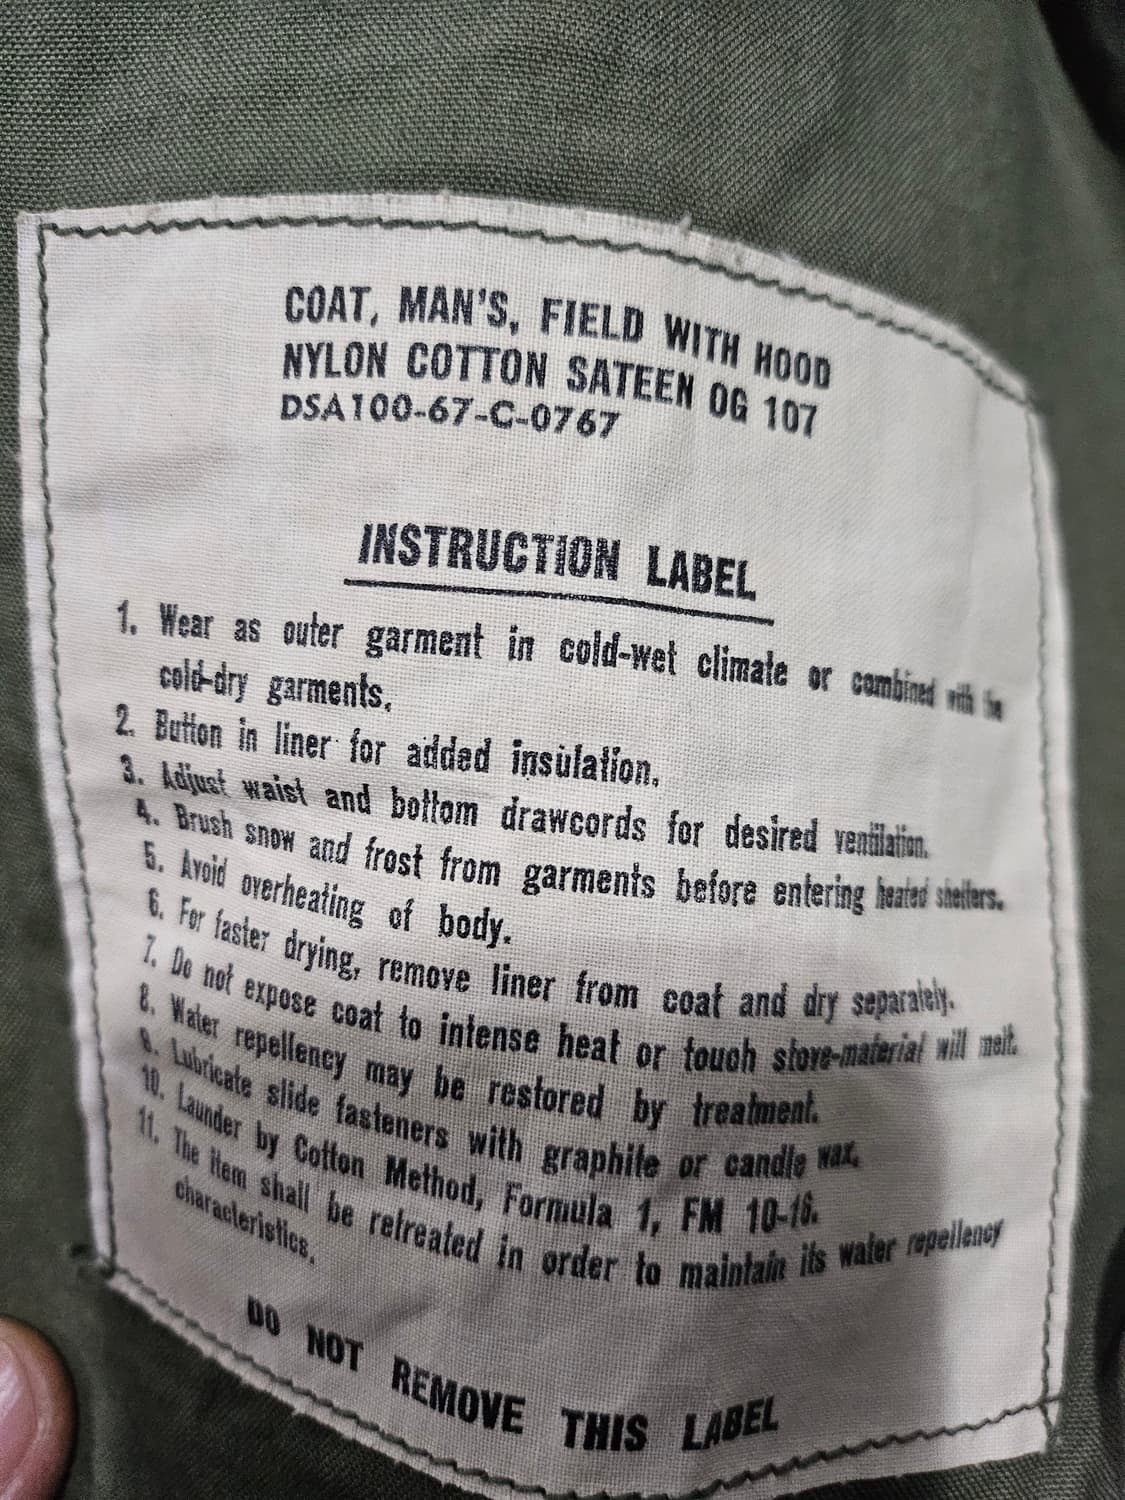 COAT, MAN'S, FIELD WITH HOOD
NYLON COTTON SATEEN OG 107
DSA100-67-C-0767
INSTRUCTION LABEL
1. Wear as outer garment in cold-wet climate or combined with the
cold-dry garments.
2. Button in liner for added insulation.
3. Adjust waist and bottom drawcords for desired ventilation.
4. Brush snow and frost from garments before entering heated shelters.
5. Avoid overheating of body.
6. For faster drying, remove liner from coat and dry separately.
7. Do not expose coat to intense heat or touch stove-material will melt.
8. Water repellency may be restored by treatment.
9. Lubricate slide fasteners with graphite or candle wax.
10. Launder by Cotton Method, Formula 1, FM 10-16.
11. The item shall be retreated in order to maintain its water repellency
characteristics.
DO NOT REMOVE THIS LABEL